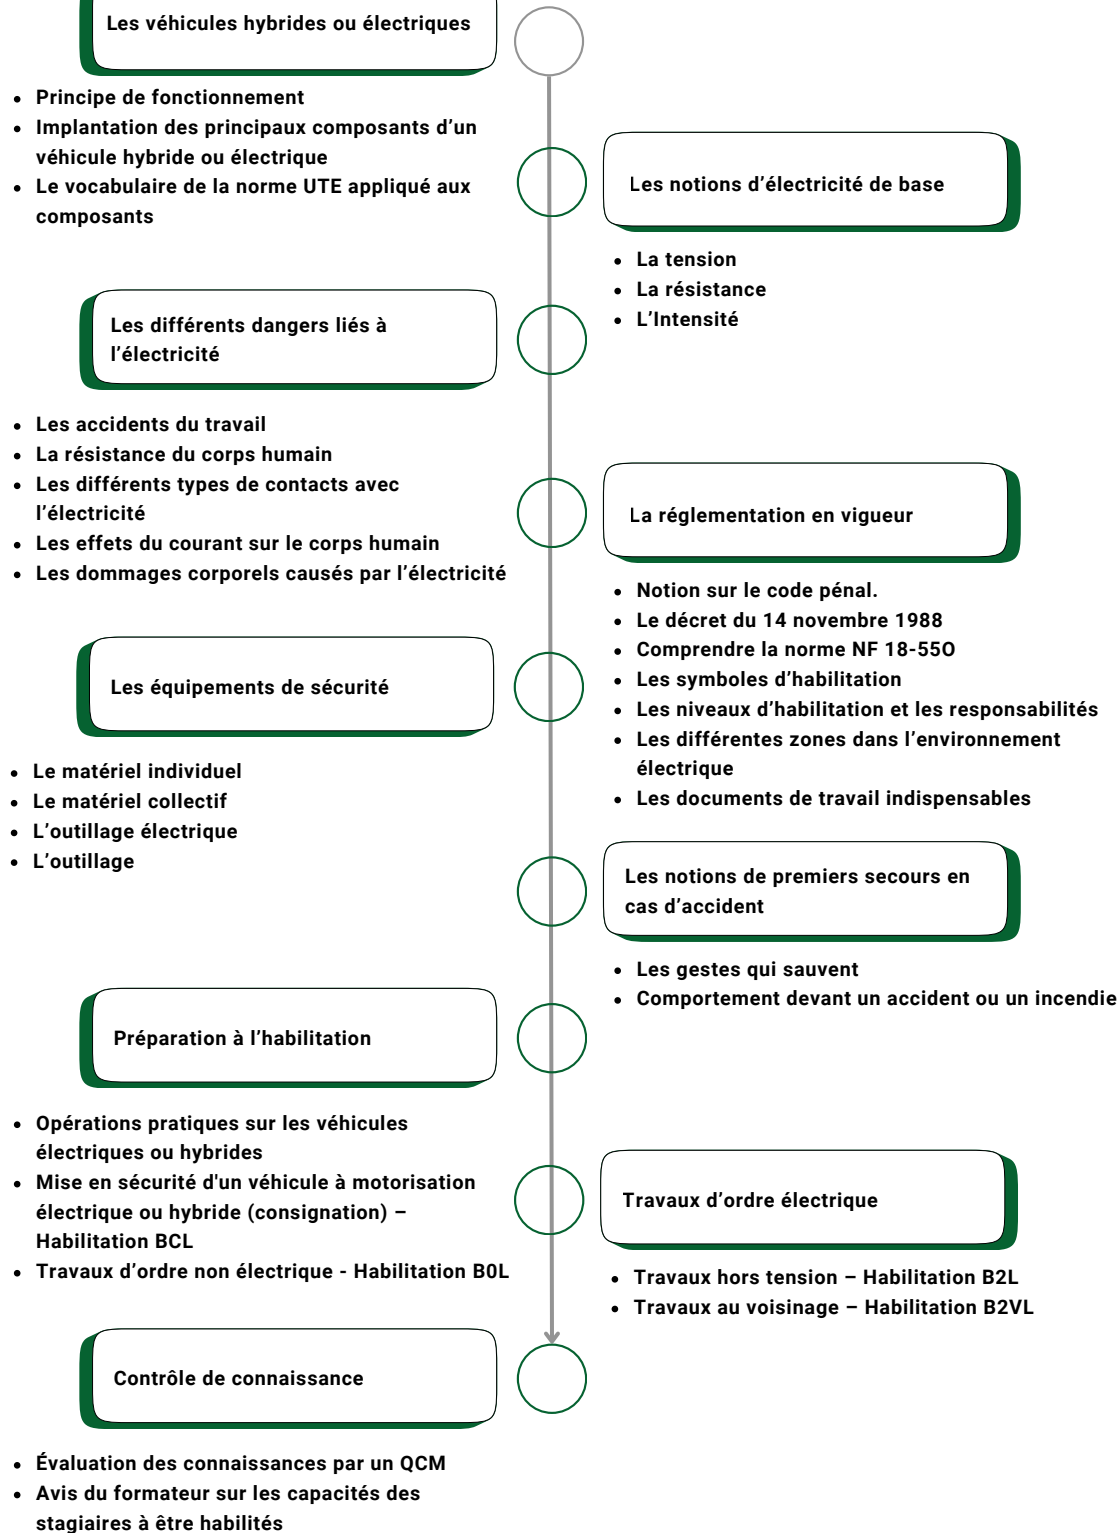 Les véhicules hybrides ou électriques
Principe de fonctionnement
Implantation des principaux composants d’un
véhicule hybride ou électrique
Le vocabulaire de la norme UTE appliqué aux
composants
Les notions d’électricité de base
La tension
La résistance
L’Intensité
Les différents dangers liés à
l’électricité
Les accidents du travail
La résistance du corps humain
Les différents types de contacts avec
l’électricité
Les effets du courant sur le corps humain
Les dommages corporels causés par l’électricité
La réglementation en vigueur
Notion sur le code pénal.
Le décret du 14 novembre 1988
Comprendre la norme NF 18-55O
Les symboles d’habilitation
Les niveaux d’habilitation et les responsabilités
Les différentes zones dans l’environnement
électrique
Les documents de travail indispensables
Les équipements de sécurité
Le matériel individuel
Le matériel collectif
L’outillage électrique
L’outillage
Les notions de premiers secours en
cas d’accident
Les gestes qui sauvent
Comportement devant un accident ou un incendie
Préparation à l’habilitation
Opérations pratiques sur les véhicules
électriques ou hybrides
Mise en sécurité d'un véhicule à motorisation
électrique ou hybride (consignation) –
Habilitation BCL
Travaux d’ordre non électrique - Habilitation B0L
Travaux d’ordre électrique
Travaux hors tension – Habilitation B2L
Travaux au voisinage – Habilitation B2VL
Contrôle de connaissance
Évaluation des connaissances par un QCM
Avis du formateur sur les capacités des
stagiaires à être habilités